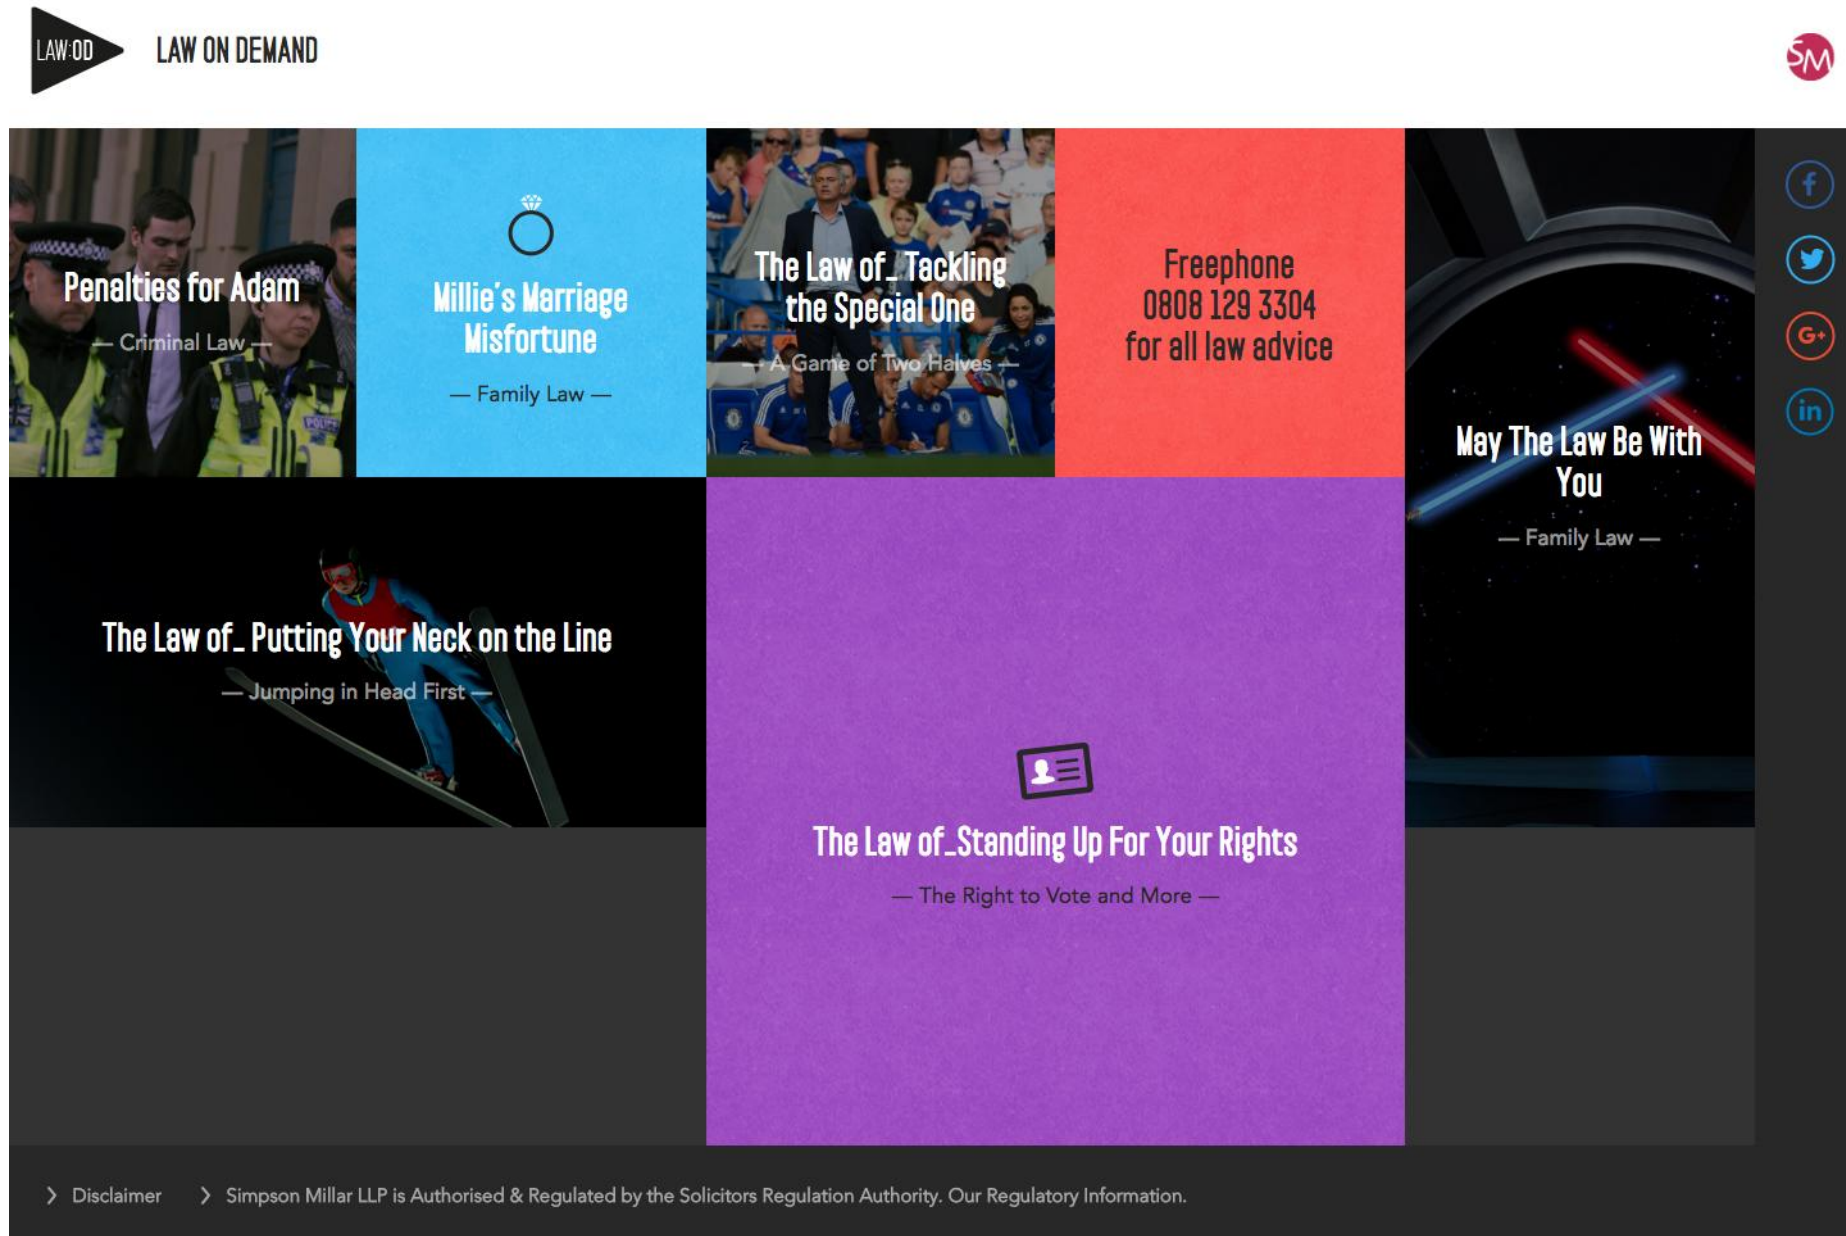 LAW:OD
LAW ON DEMAND
SM
Penalties for Adam
— Criminal Law —
POLICE
Millie's Marriage
Misfortune
— Family Law —
The Law of_ Tackling
the Special One
— A Game of Two Halves —
Freephone
0808 129 3304
for all law advice
May The Law Be With
You
— Family Law —
f
G+
in
The Law of_ Putting Your Neck on the Line
— Jumping in Head First —
The Law of_Standing Up For Your Rights
— The Right to Vote and More —
Disclaimer
Simpson Millar LLP is Authorised & Regulated by the Solicitors Regulation Authority. Our Regulatory Information.